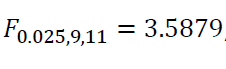 F₀.₀₂₅,₉,₁₁ = 3.5879,